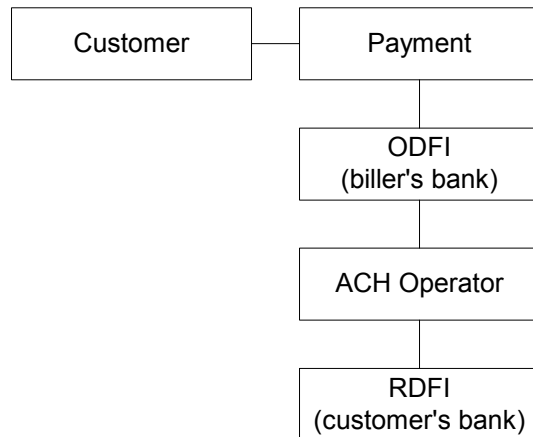 Customer
Payment
ODFI
(biller's bank)
ACH Operator
RDFI
(customer's bank)